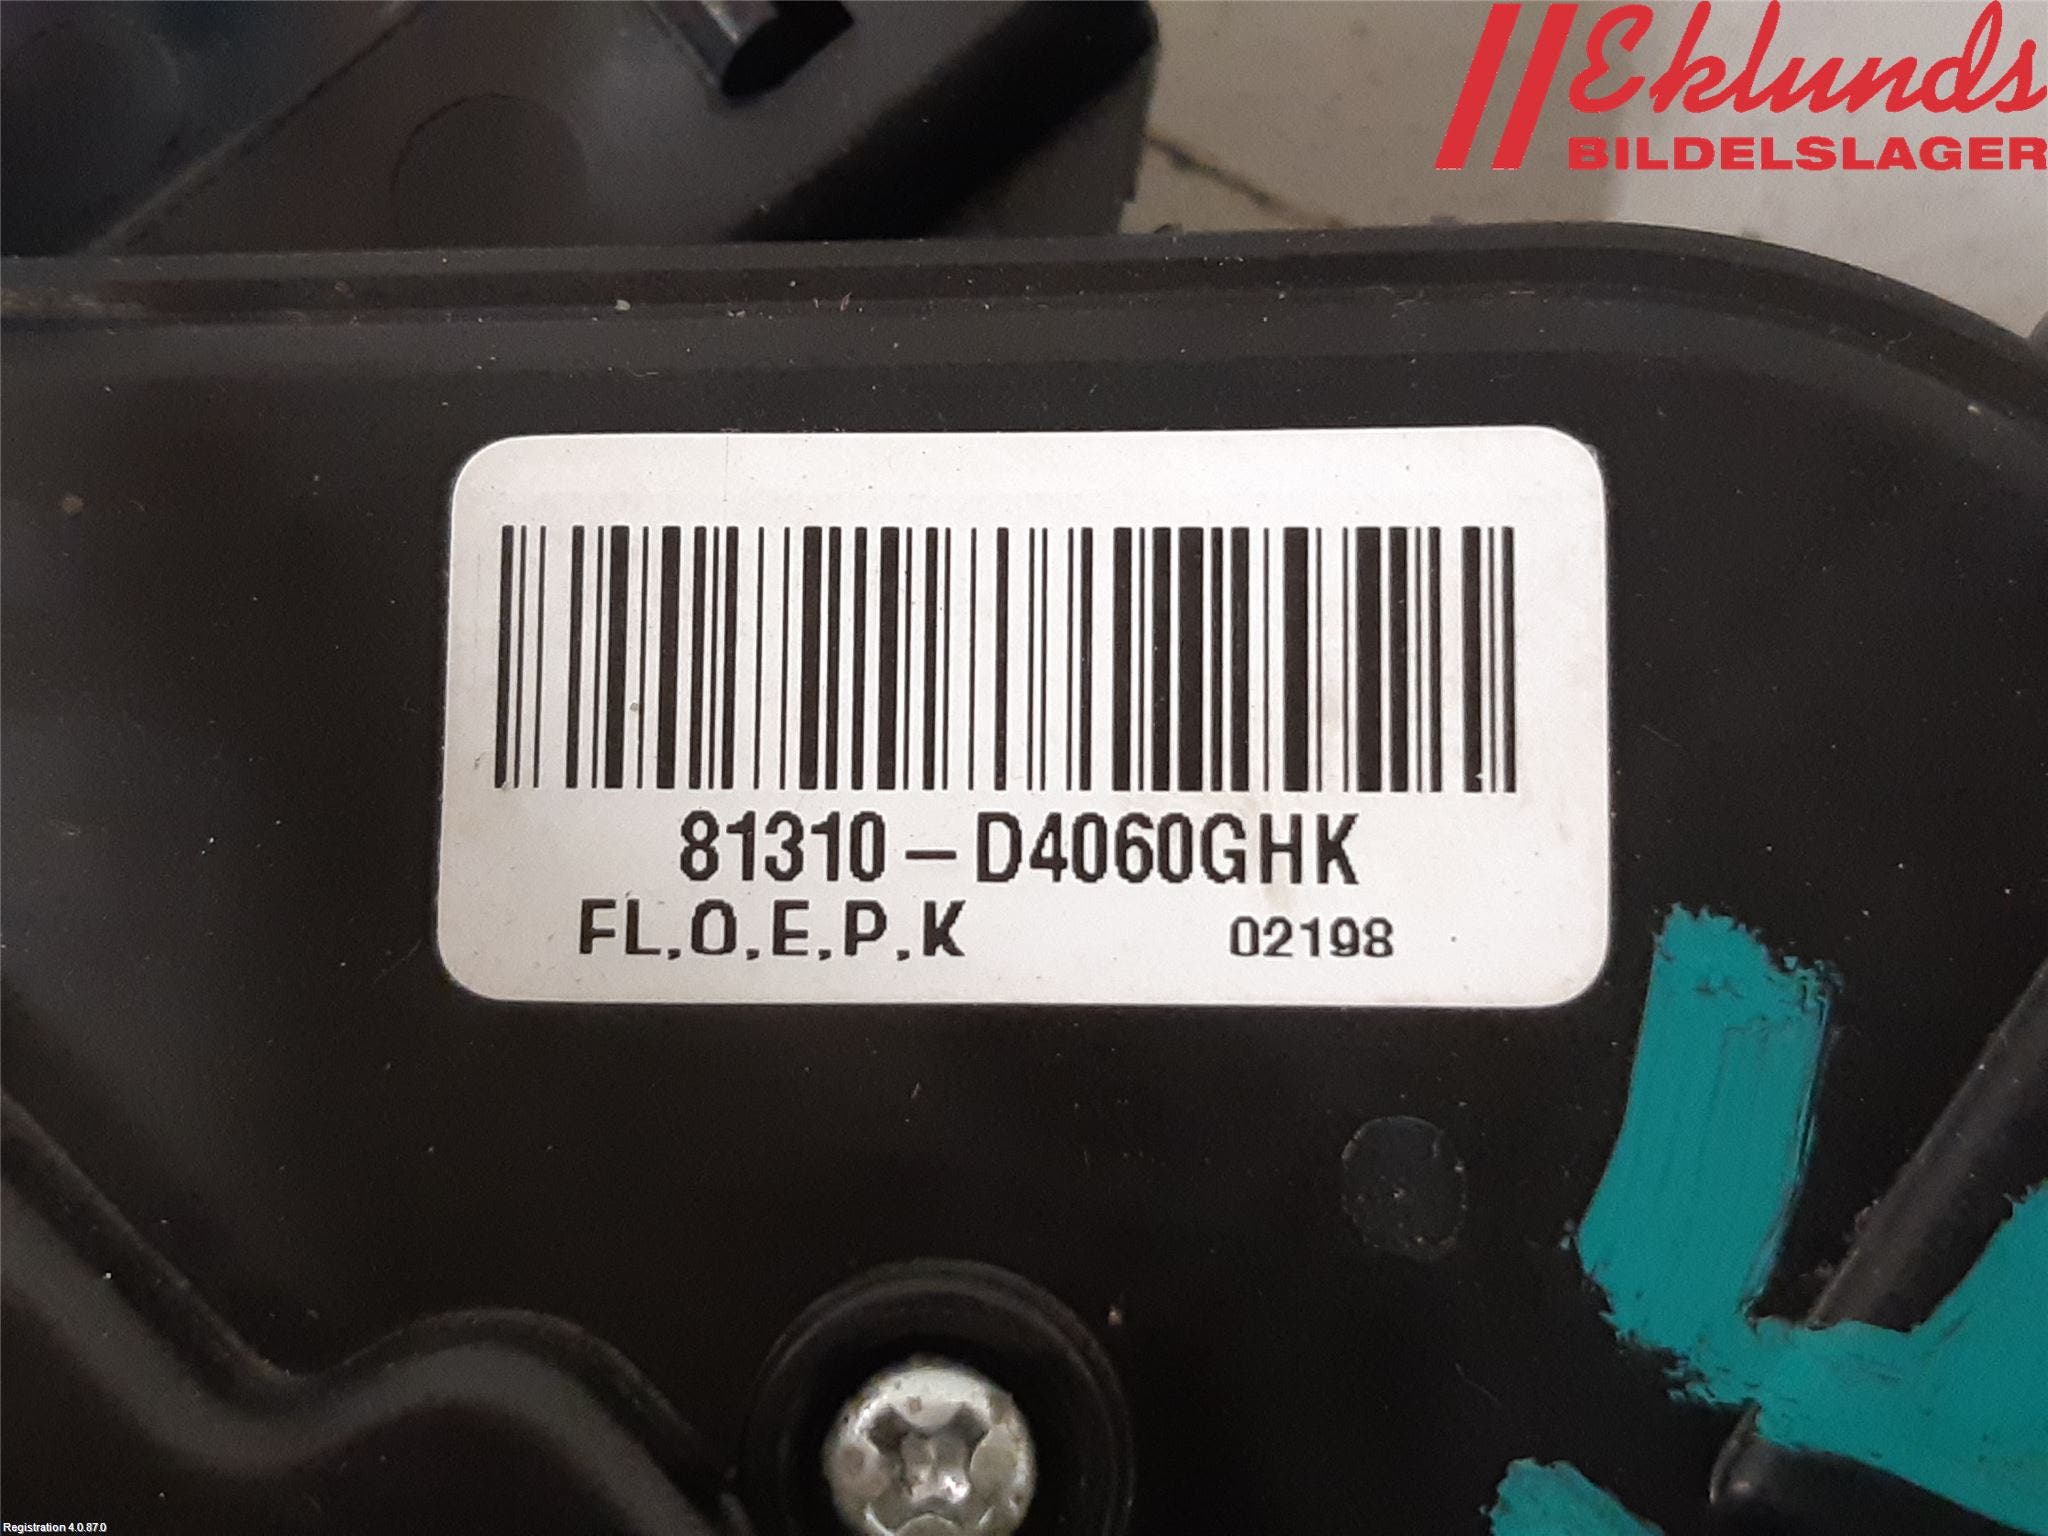 Eklunds
BILDELSLAGER
81310-D4060GHK
FL,O,E,P,K 02198
Registration 4.0.87.0